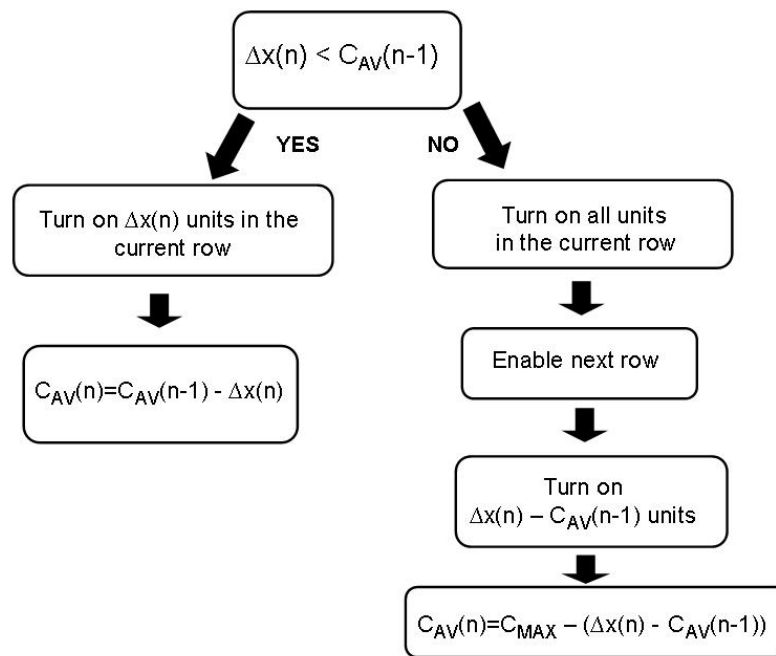 Δx(n) < C_AV(n-1)
YES
NO
Turn on Δx(n) units in the
current row
Turn on all units
in the current row
C_AV(n)=C_AV(n-1) - Δx(n)
Enable next row
Turn on
Δx(n) – C_AV(n-1) units
C_AV(n)=C_MAX – (Δx(n) - C_AV(n-1))